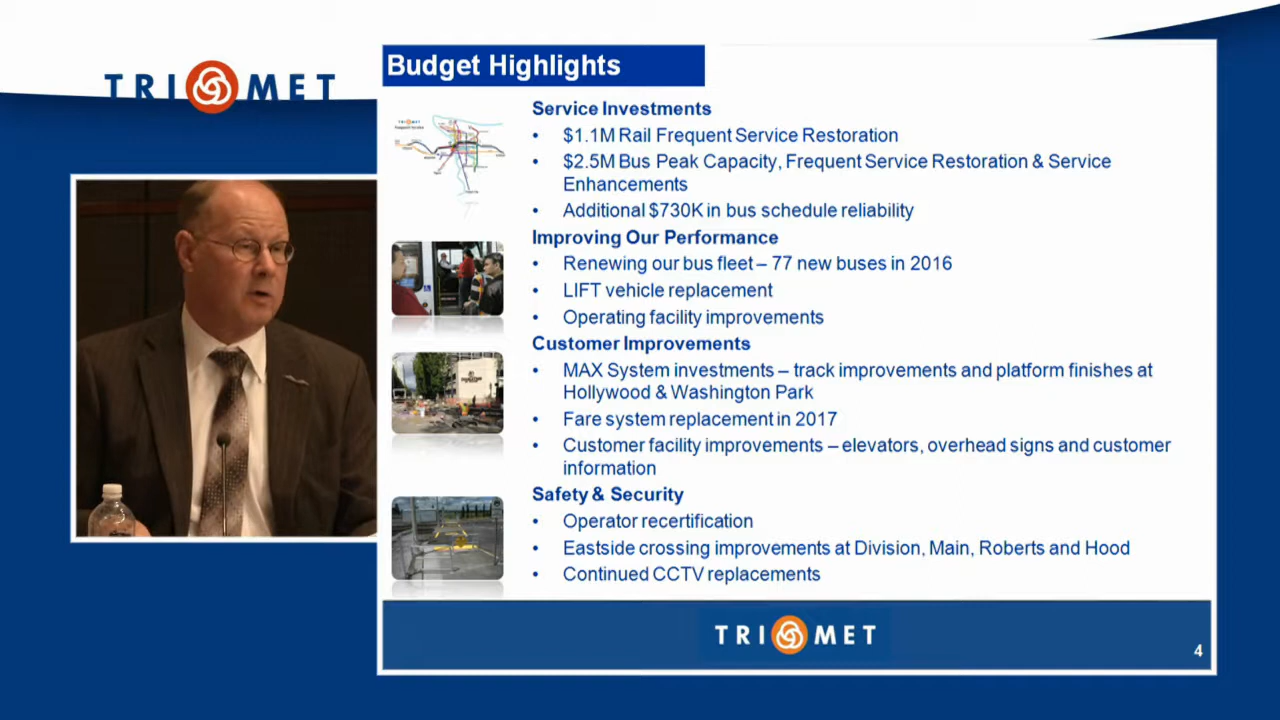 TRI MET
Budget Highlights
Service Investments
• $1.1M Rail Frequent Service Restoration
• $2.5M Bus Peak Capacity, Frequent Service Restoration & Service
Enhancements
• Additional $730K in bus schedule reliability
Improving Our Performance
• Renewing our bus fleet – 77 new buses in 2016
• LIFT vehicle replacement
• Operating facility improvements
Customer Improvements
• MAX System investments – track improvements and platform finishes at
Hollywood & Washington Park
• Fare system replacement in 2017
• Customer facility improvements – elevators, overhead signs and customer
information
Safety & Security
• Operator recertification
• Eastside crossing improvements at Division, Main, Roberts and Hood
• Continued CCTV replacements
TRI MET
4